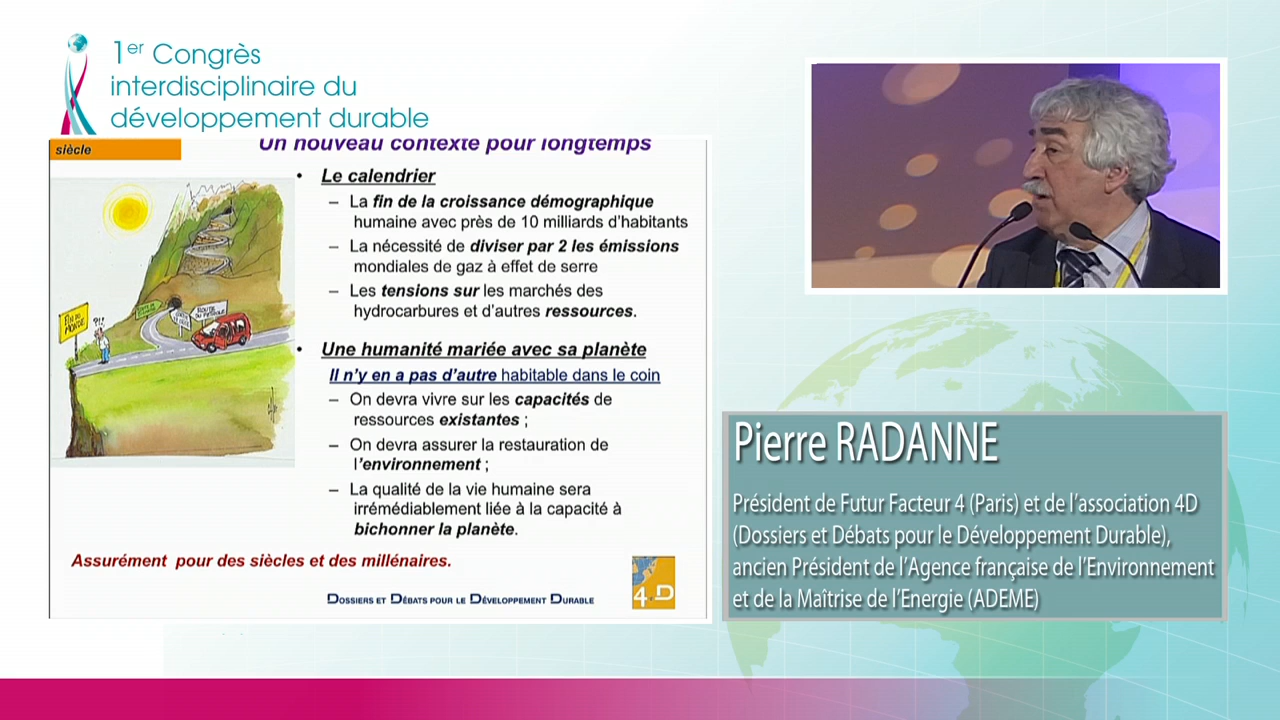 1er Congrès
interdisciplinaire du
développement durable
siècle
Un nouveau contexte pour longtemps
• Le calendrier
– La fin de la croissance démographique
humaine avec près de 10 milliards d'habitants
– La nécessité de diviser par 2 les émissions
mondiales de gaz à effet de serre
– Les tensions sur les marchés des
hydrocarbures et d'autres ressources.
• Une humanité mariée avec sa planète
Il n'y en a pas d'autre habitable dans le coin
– On devra vivre sur les capacités de
ressources existantes ;
– On devra assurer la restauration de
l'environnement ;
– La qualité de la vie humaine sera
irrémédiablement liée à la capacité à
bichonner la planète.
FIN DU
MONDE
?!?
ROUTE
DU PETROLE
Assurément pour des siècles et des millénaires.
Dossiers et Débats pour le Développement Durable
4 D
Pierre RADANNE
Président de Futur Facteur 4 (Paris) et de l'association 4D
(Dossiers et Débats pour le Développement Durable),
ancien Président de l'Agence française de l'Environnement
et de la Maîtrise de l'Energie (ADEME)